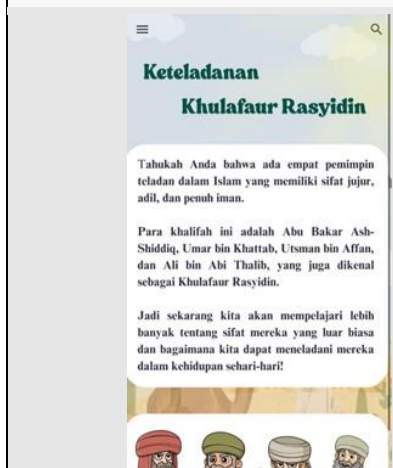 Keteladanan
Khulafaur Rasyidin
Tahukah Anda bahwa ada empat pemimpin
teladan dalam Islam yang memiliki sifat jujur,
adil, dan penuh iman.
Para khalifah ini adalah Abu Bakar Ash-
Shiddiq, Umar bin Khattab, Utsman bin Affan,
dan Ali bin Abi Thalib, yang juga dikenal
sebagai Khulafaur Rasyidin.
Jadi sekarang kita akan mempelajari lebih
banyak tentang sifat mereka yang luar biasa
dan bagaimana kita dapat meneladani mereka
dalam kehidupan sehari-hari!